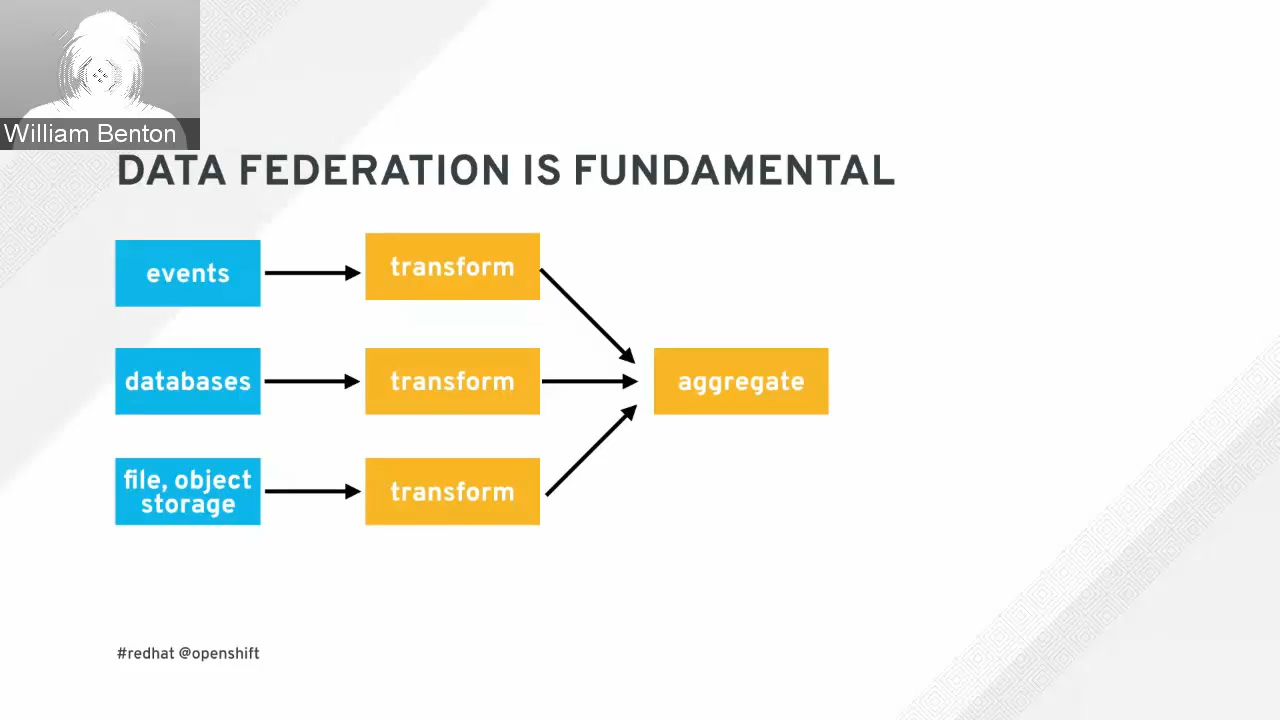 William Benton
DATA FEDERATION IS FUNDAMENTAL
events
transform
databases
transform
aggregate
file, object
storage
transform
#redhat @openshift